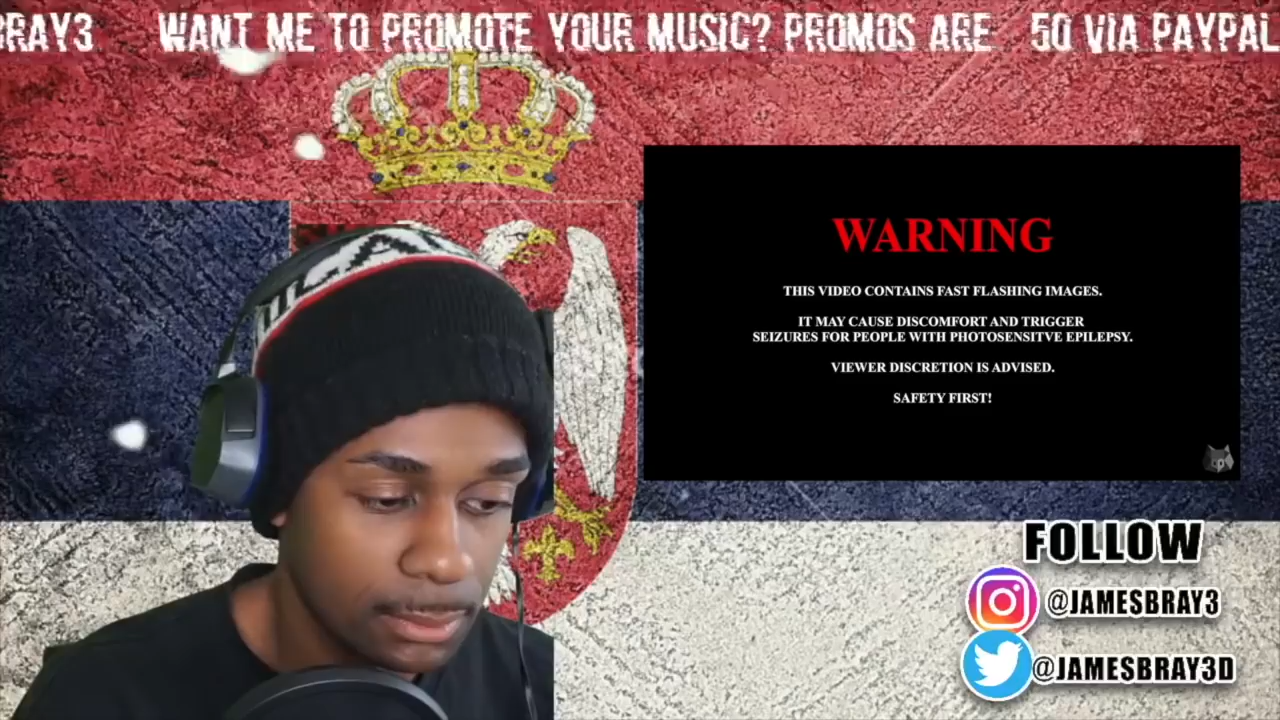 RAY3 WANT ME TO PROMOTE YOUR MUSIC? PROMOS ARE 50 VIA PAYPAL
WARNING
THIS VIDEO CONTAINS FAST FLASHING IMAGES.
IT MAY CAUSE DISCOMFORT AND TRIGGER
SEIZURES FOR PEOPLE WITH PHOTOSENSITVE EPILEPSY.
VIEWER DISCRETION IS ADVISED.
SAFETY FIRST!
FOLLOW
@JAMESBRAY3
@JAMESBRAY3D